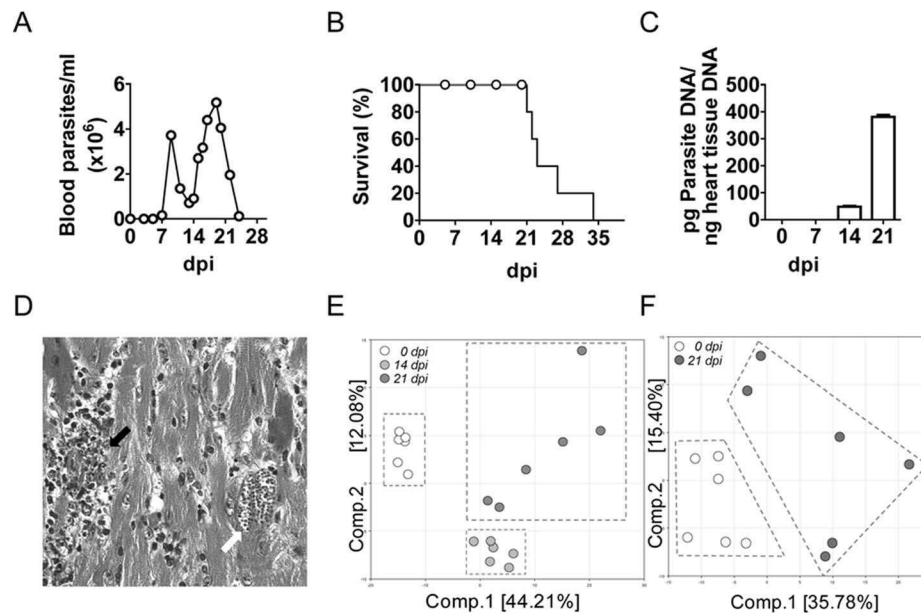 A
B
C
Blood parasites/ml
(x10⁶)
6
4
2
0
0 7 14 21 28
dpi
Survival (%)
100
80
60
40
20
0
0 7 14 21 28 35
dpi
pg Parasite DNA/
ng heart tissue DNA
500
400
300
200
100
0
0 7 14 21
dpi
D
E
F
0 dpi
14 dpi
21 dpi
Comp.2 [12.08%]
Comp.1 [44.21%]
0 dpi
21 dpi
Comp.2 [15.40%]
Comp.1 [35.78%]